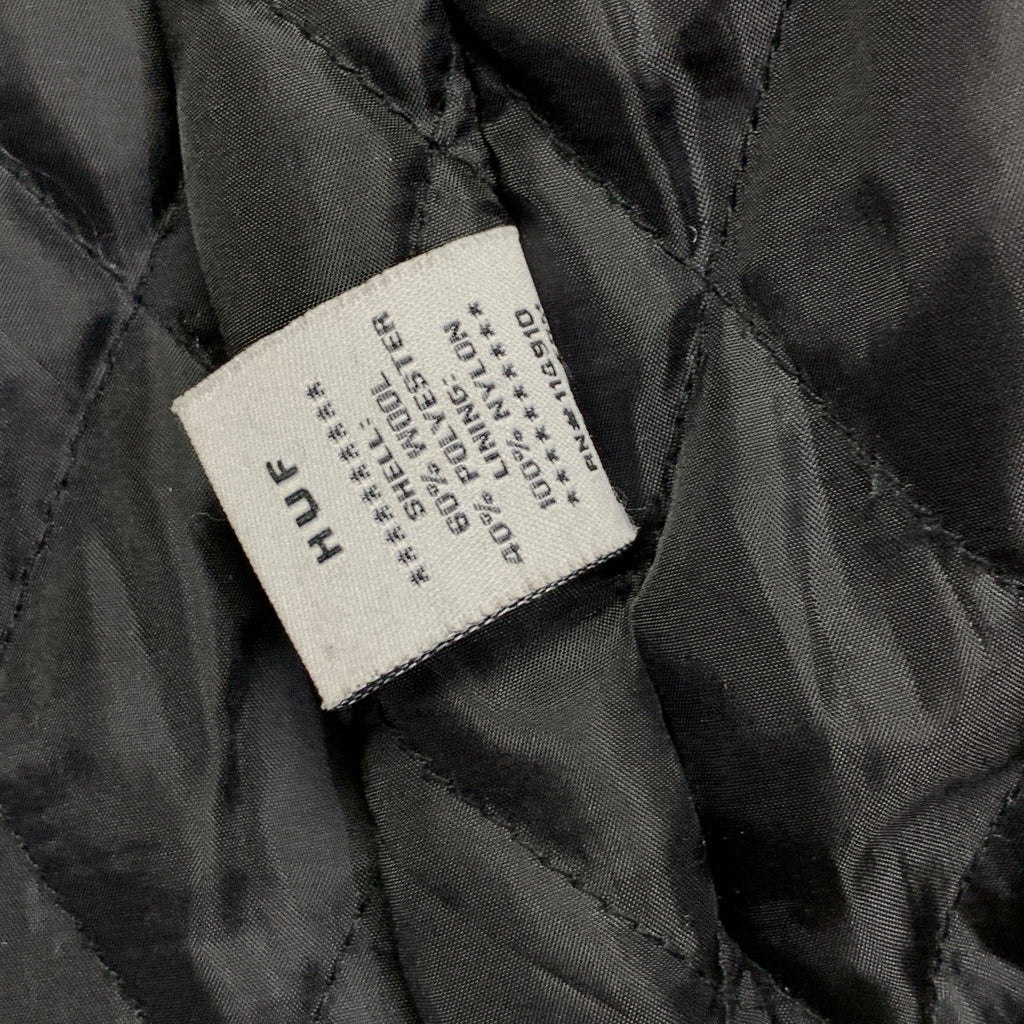 HUF
************
SHELL:
60% WOOL
40% POLYESTER
LINING:
100% NYLON
************
RN# 114910